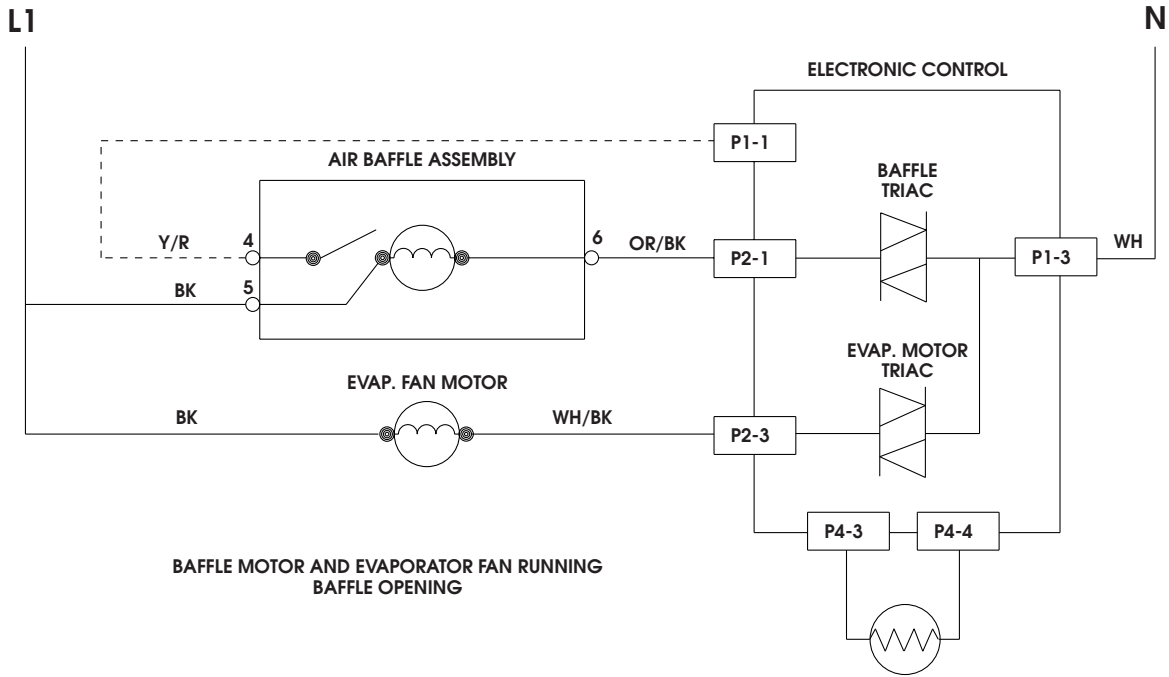 L1
N
ELECTRONIC CONTROL
P1-1
AIR BAFFLE ASSEMBLY
BAFFLE
TRIAC
Y/R
4
6
OR/BK
P2-1
P1-3
WH
BK
5
EVAP. MOTOR
TRIAC
EVAP. FAN MOTOR
BK
WH/BK
P2-3
P4-3
P4-4
BAFFLE MOTOR AND EVAPORATOR FAN RUNNING
BAFFLE OPENING